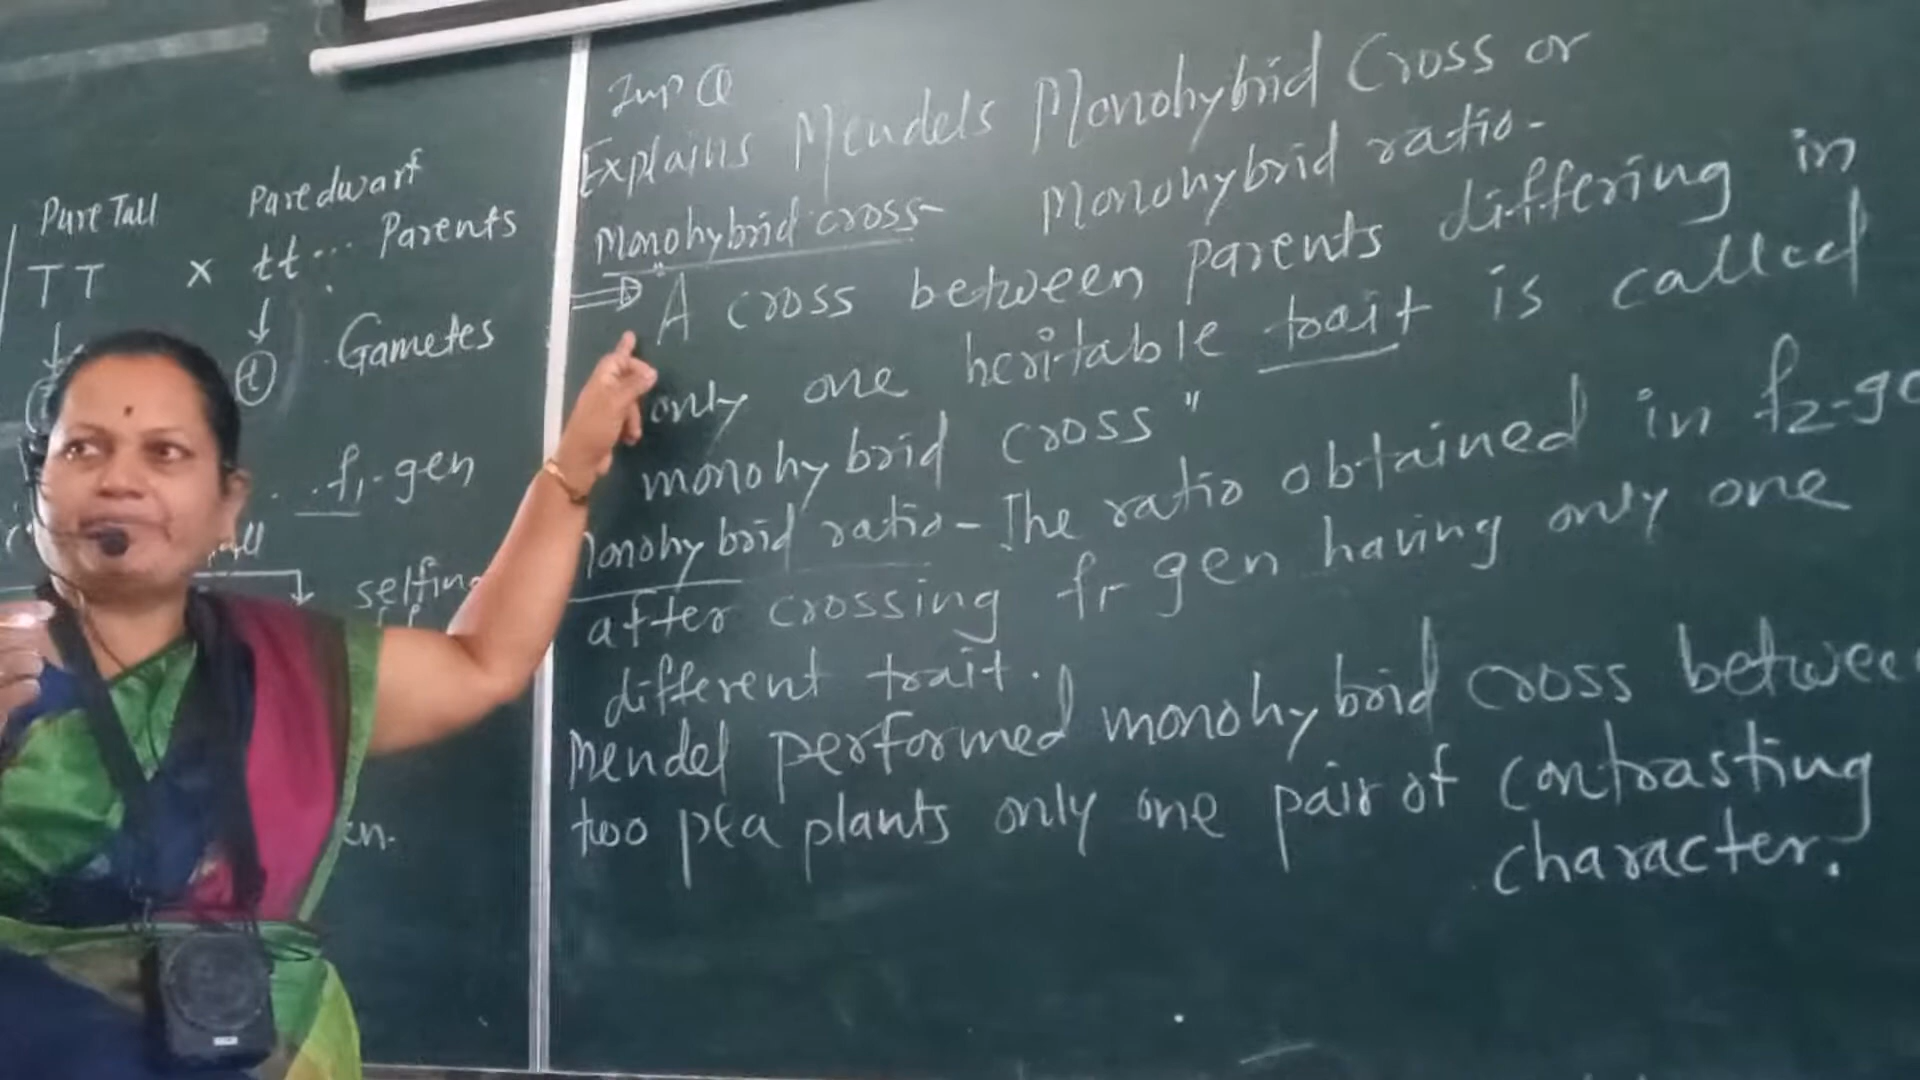 Pure Tall Pure dwarf
TT x tt... Parents
t Gametes
... f1-gen
selfing
Imp Q
Explains Mendels Monohybrid Cross or
Monohybrid ratio-
Monohybrid cross-
"A cross between parents differing in
only one heritable trait is called
monohybrid cross"
Monohybrid ratio - The ratio obtained in f2-ge
after crossing f1- gen having only one
different trait.
Mendel performed monohybrid cross between
two pea plants only one pair of contrasting
character.